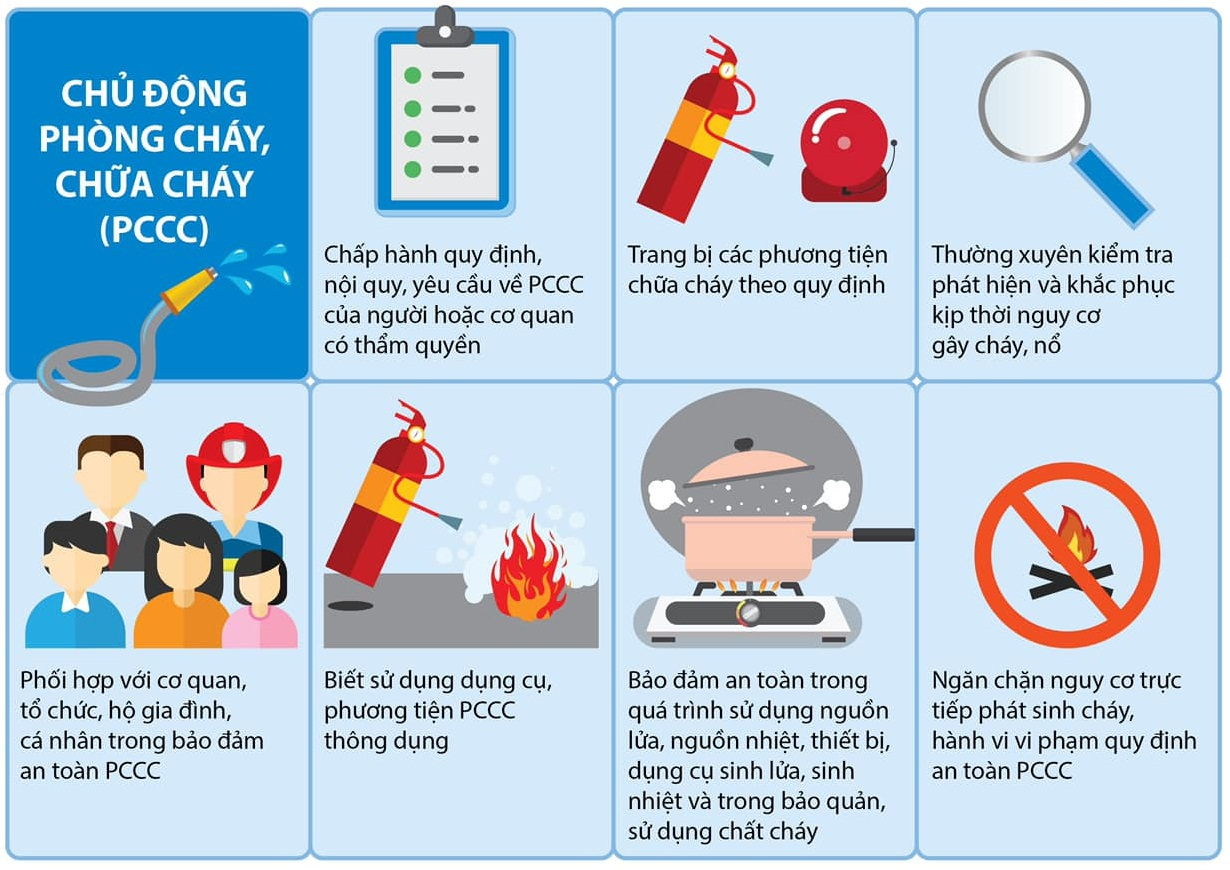 CHỦ ĐỘNG
PHÒNG CHÁY,
CHỮA CHÁY
(PCCC)
Chấp hành quy định,
nội quy, yêu cầu về PCCC
của người hoặc cơ quan
có thẩm quyền
Trang bị các phương tiện
chữa cháy theo quy định
Thường xuyên kiểm tra
phát hiện và khắc phục
kịp thời nguy cơ
gây cháy, nổ
Phối hợp với cơ quan,
tổ chức, hộ gia đình,
cá nhân trong bảo đảm
an toàn PCCC
Biết sử dụng dụng cụ,
phương tiện PCCC
thông dụng
Bảo đảm an toàn trong
quá trình sử dụng nguồn
lửa, nguồn nhiệt, thiết bị,
dụng cụ sinh lửa, sinh
nhiệt và trong bảo quản,
sử dụng chất cháy
Ngăn chặn nguy cơ trực
tiếp phát sinh cháy,
hành vi vi phạm quy định
an toàn PCCC